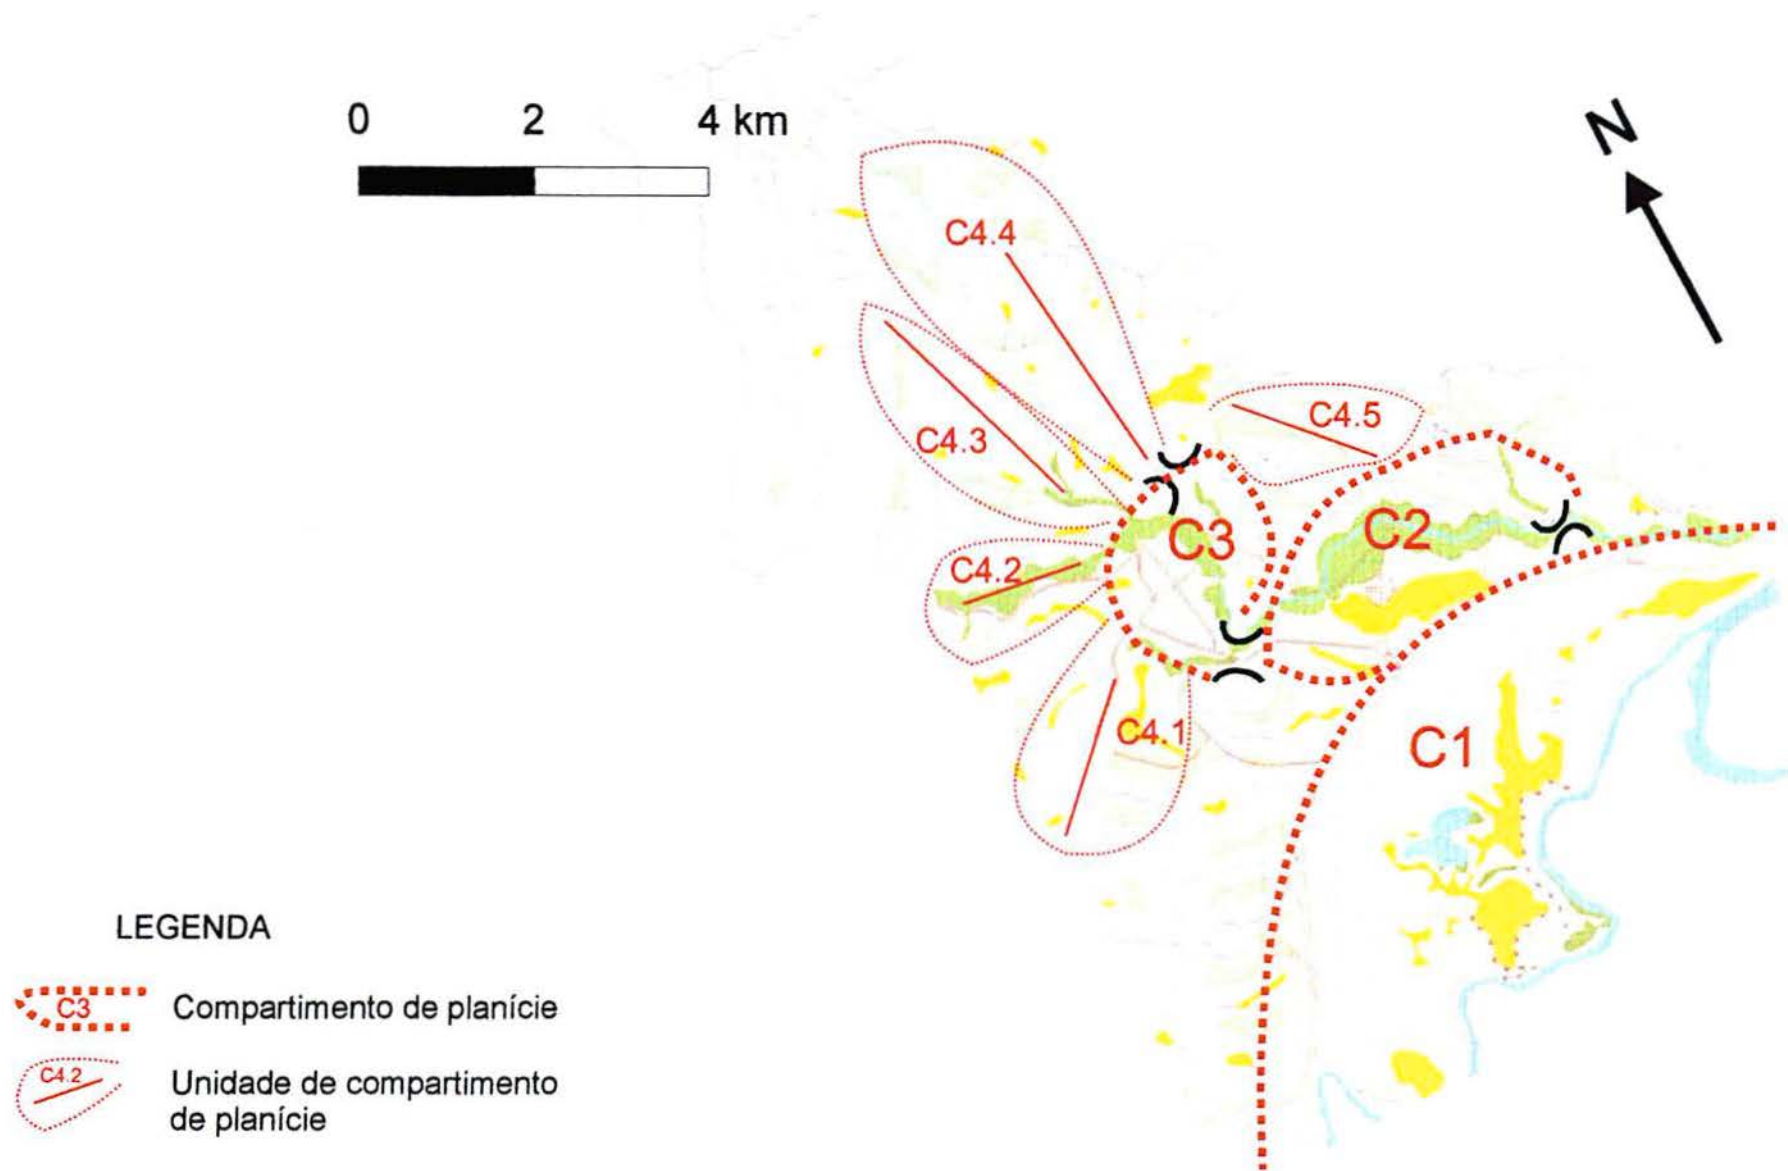 0 2 4 km
N
C4.4
C4.5
C4.3
C3
C2
C4.2
C4.1
C1
LEGENDA
C3 Compartimento de planície
C4.2 Unidade de compartimento
de planície